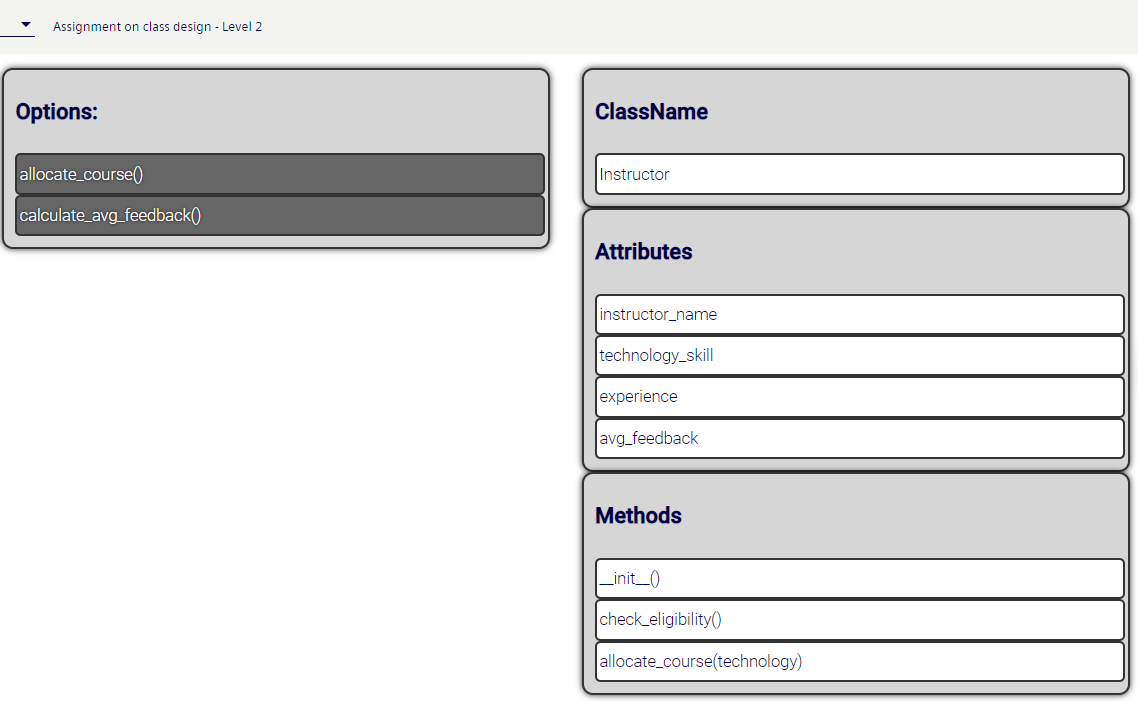 Assignment on class design - Level 2
Options:
allocate_course()
calculate_avg_feedback()
ClassName
Instructor
Attributes
instructor_name
technology_skill
experience
avg_feedback
Methods
__init__()
check_eligibility()
allocate_course(technology)